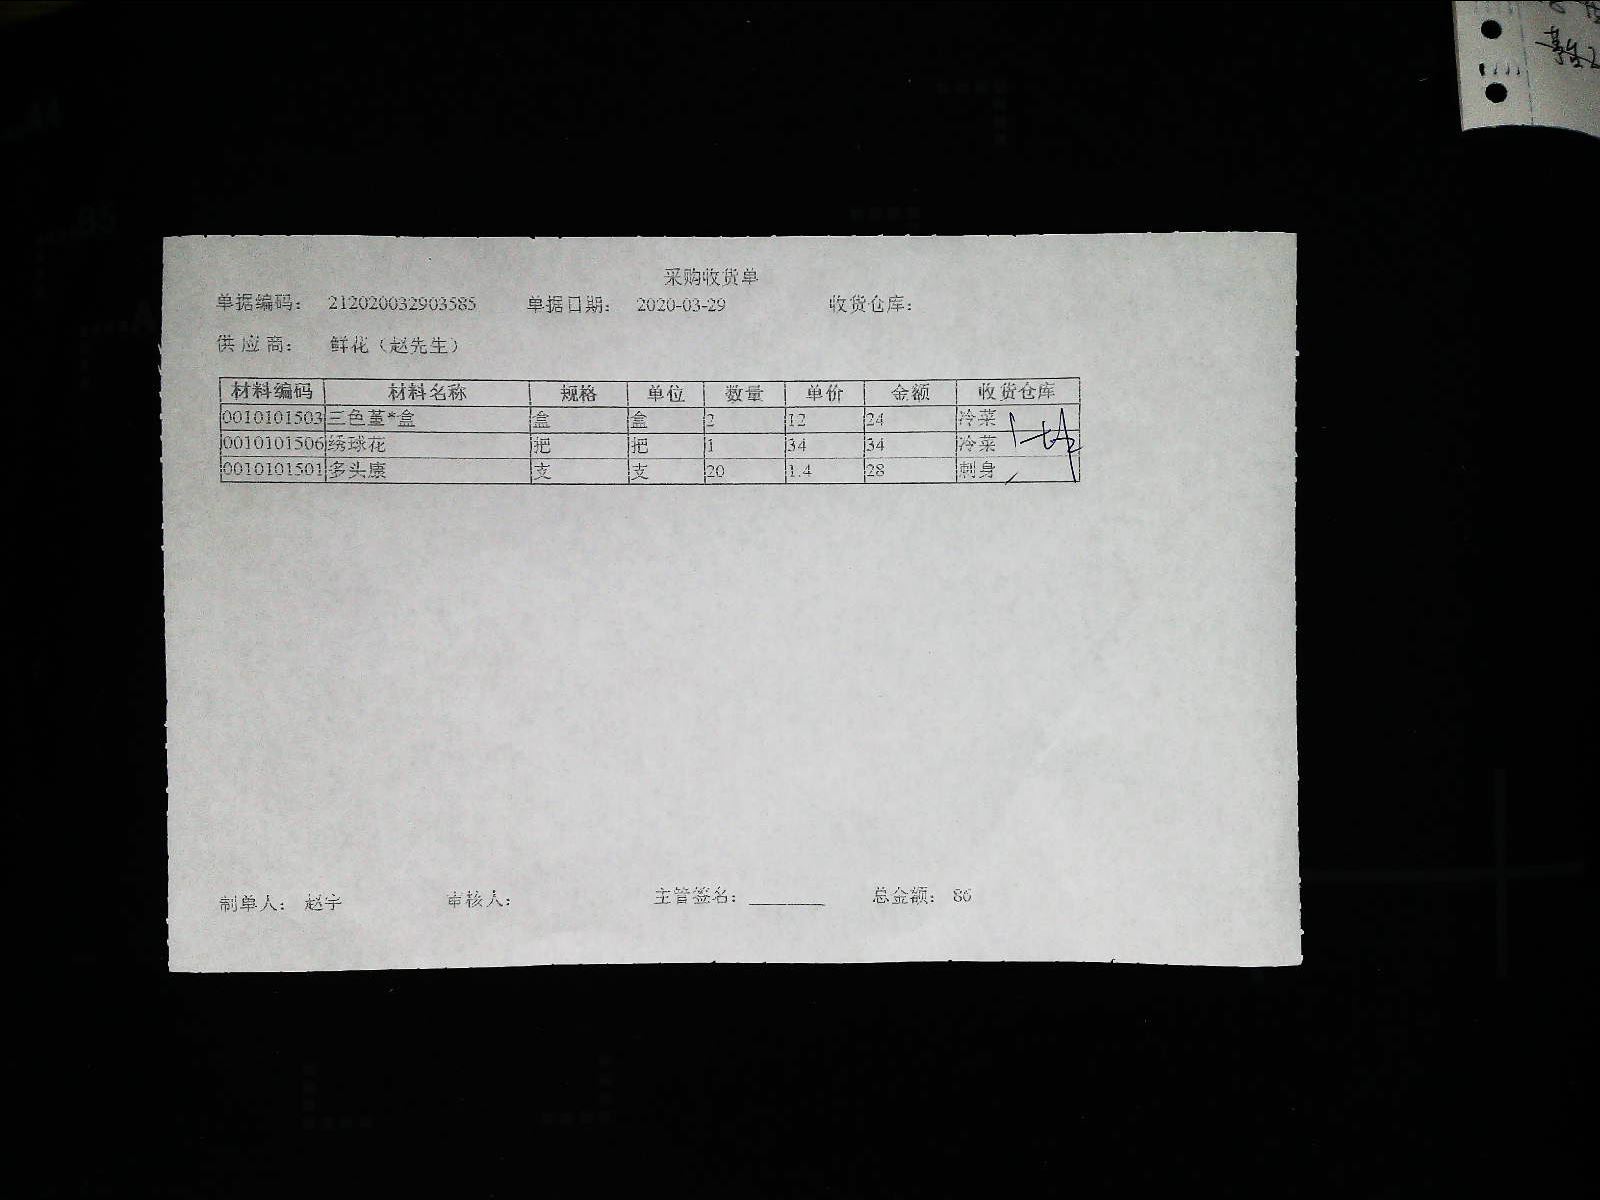 采购收货单
单据编码： 212020032903585 单据日期： 2020-03-29 收货仓库：
供应商： 鲜花（赵先生）
材料编码 材料名称 规格 单位 数量 单价 金额 收货仓库
0010101503 三色堇*盒 盒 盒 2 12 24 冷菜
0010101506 绣球花 把 把 1 34 34 冷菜
0010101501 多头康 支 支 20 1.4 28 刺身
制单人： 赵宇 审核人： 主管签名： 总金额： 86